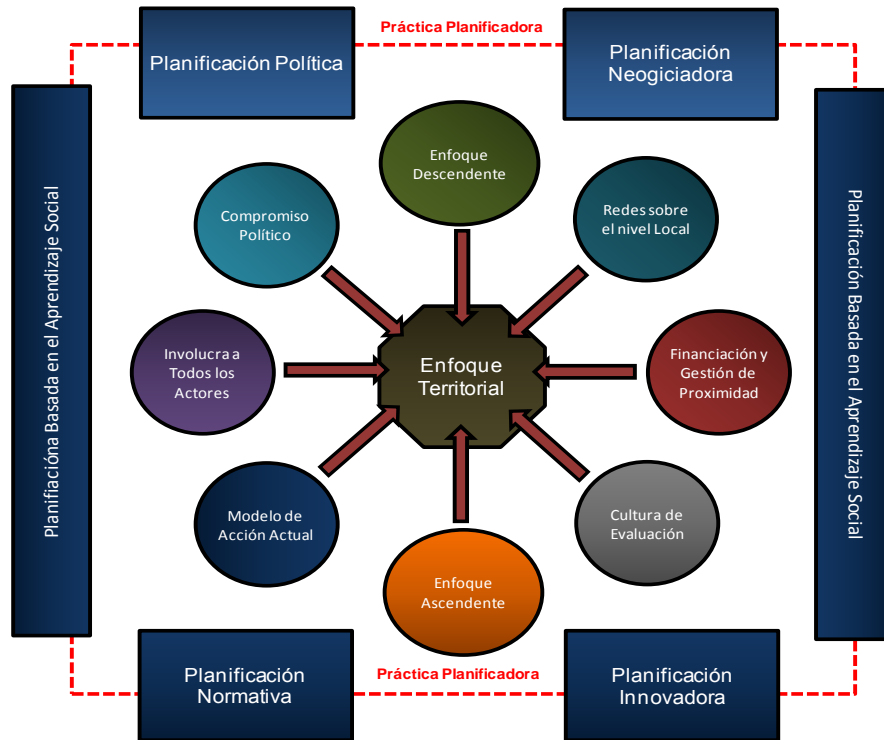 Práctica Planificadora
Planificación Política
Planificación
Neogiciadora
Planifiacióna Basada en el Aprendizaje Social
Planificación Basada en el Aprendizaje Social
Enfoque
Descendente
Compromiso
Político
Redes sobre
el nivel Local
Involucra a
Todos los
Actores
Enfoque
Territorial
Financiación y
Gestión de
Proximidad
Modelo de
Acción Actual
Cultura de
Evaluación
Enfoque
Ascendente
Planificación
Normativa
Práctica Planificadora
Planificación
Innovadora